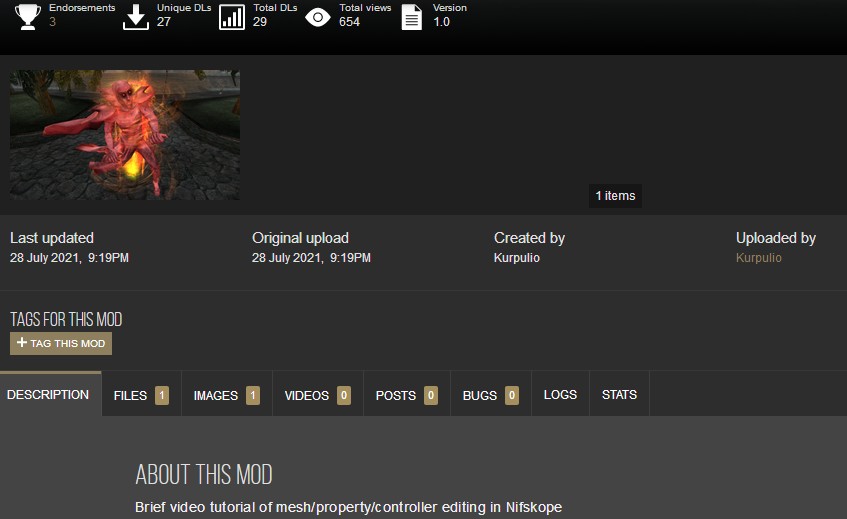 Endorsements Unique DLs Total DLs Total views Version
3 27 29 654 1.0
1 items
Last updated Original upload Created by Uploaded by
28 July 2021, 9:19PM 28 July 2021, 9:19PM Kurpulio Kurpulio
TAGS FOR THIS MOD
+ TAG THIS MOD
DESCRIPTION FILES 1 IMAGES 1 VIDEOS 0 POSTS 0 BUGS 0 LOGS STATS
ABOUT THIS MOD
Brief video tutorial of mesh/property/controller editing in Nifskope